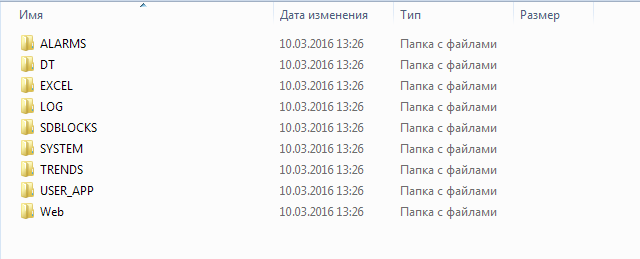 Имя Дата изменения Тип Размер
ALARMS 10.03.2016 13:26 Папка с файлами
DT 10.03.2016 13:26 Папка с файлами
EXCEL 10.03.2016 13:26 Папка с файлами
LOG 10.03.2016 13:26 Папка с файлами
SDBLOCKS 10.03.2016 13:26 Папка с файлами
SYSTEM 10.03.2016 13:26 Папка с файлами
TRENDS 10.03.2016 13:26 Папка с файлами
USER_APP 10.03.2016 13:26 Папка с файлами
Web 10.03.2016 13:26 Папка с файлами